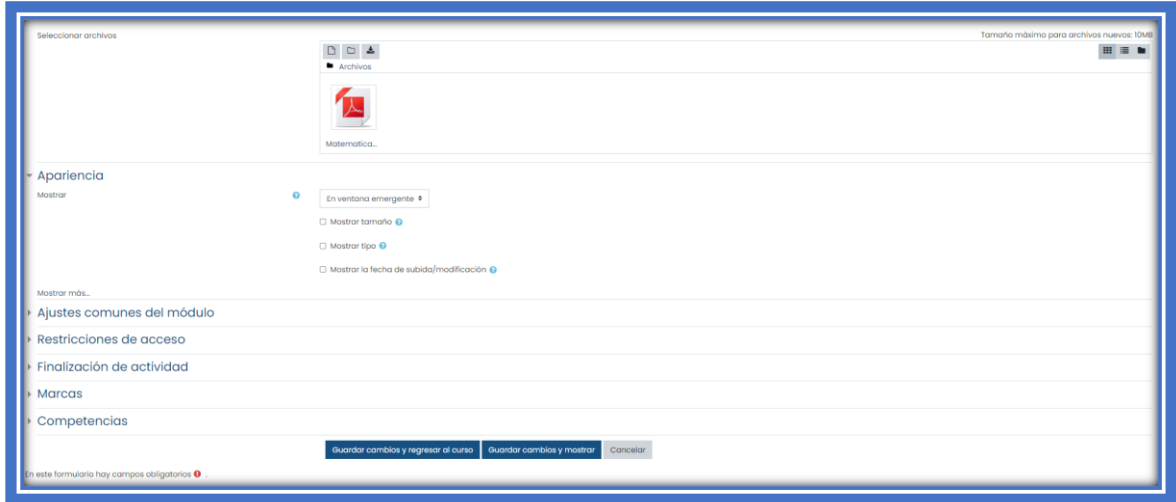 Seleccionar archivos
Tamaño máximo para archivos nuevos: 10MB
Archivos
Matematica...
Apariencia
Mostrar
En ventana emergente
Mostrar tamaño
Mostrar tipo
Mostrar la fecha de subida/modificación
Mostrar más...
Ajustes comunes del módulo
Restricciones de acceso
Finalización de actividad
Marcas
Competencias
Guardar cambios y regresar al curso
Guardar cambios y mostrar
Cancelar
En este formulario hay campos obligatorios .